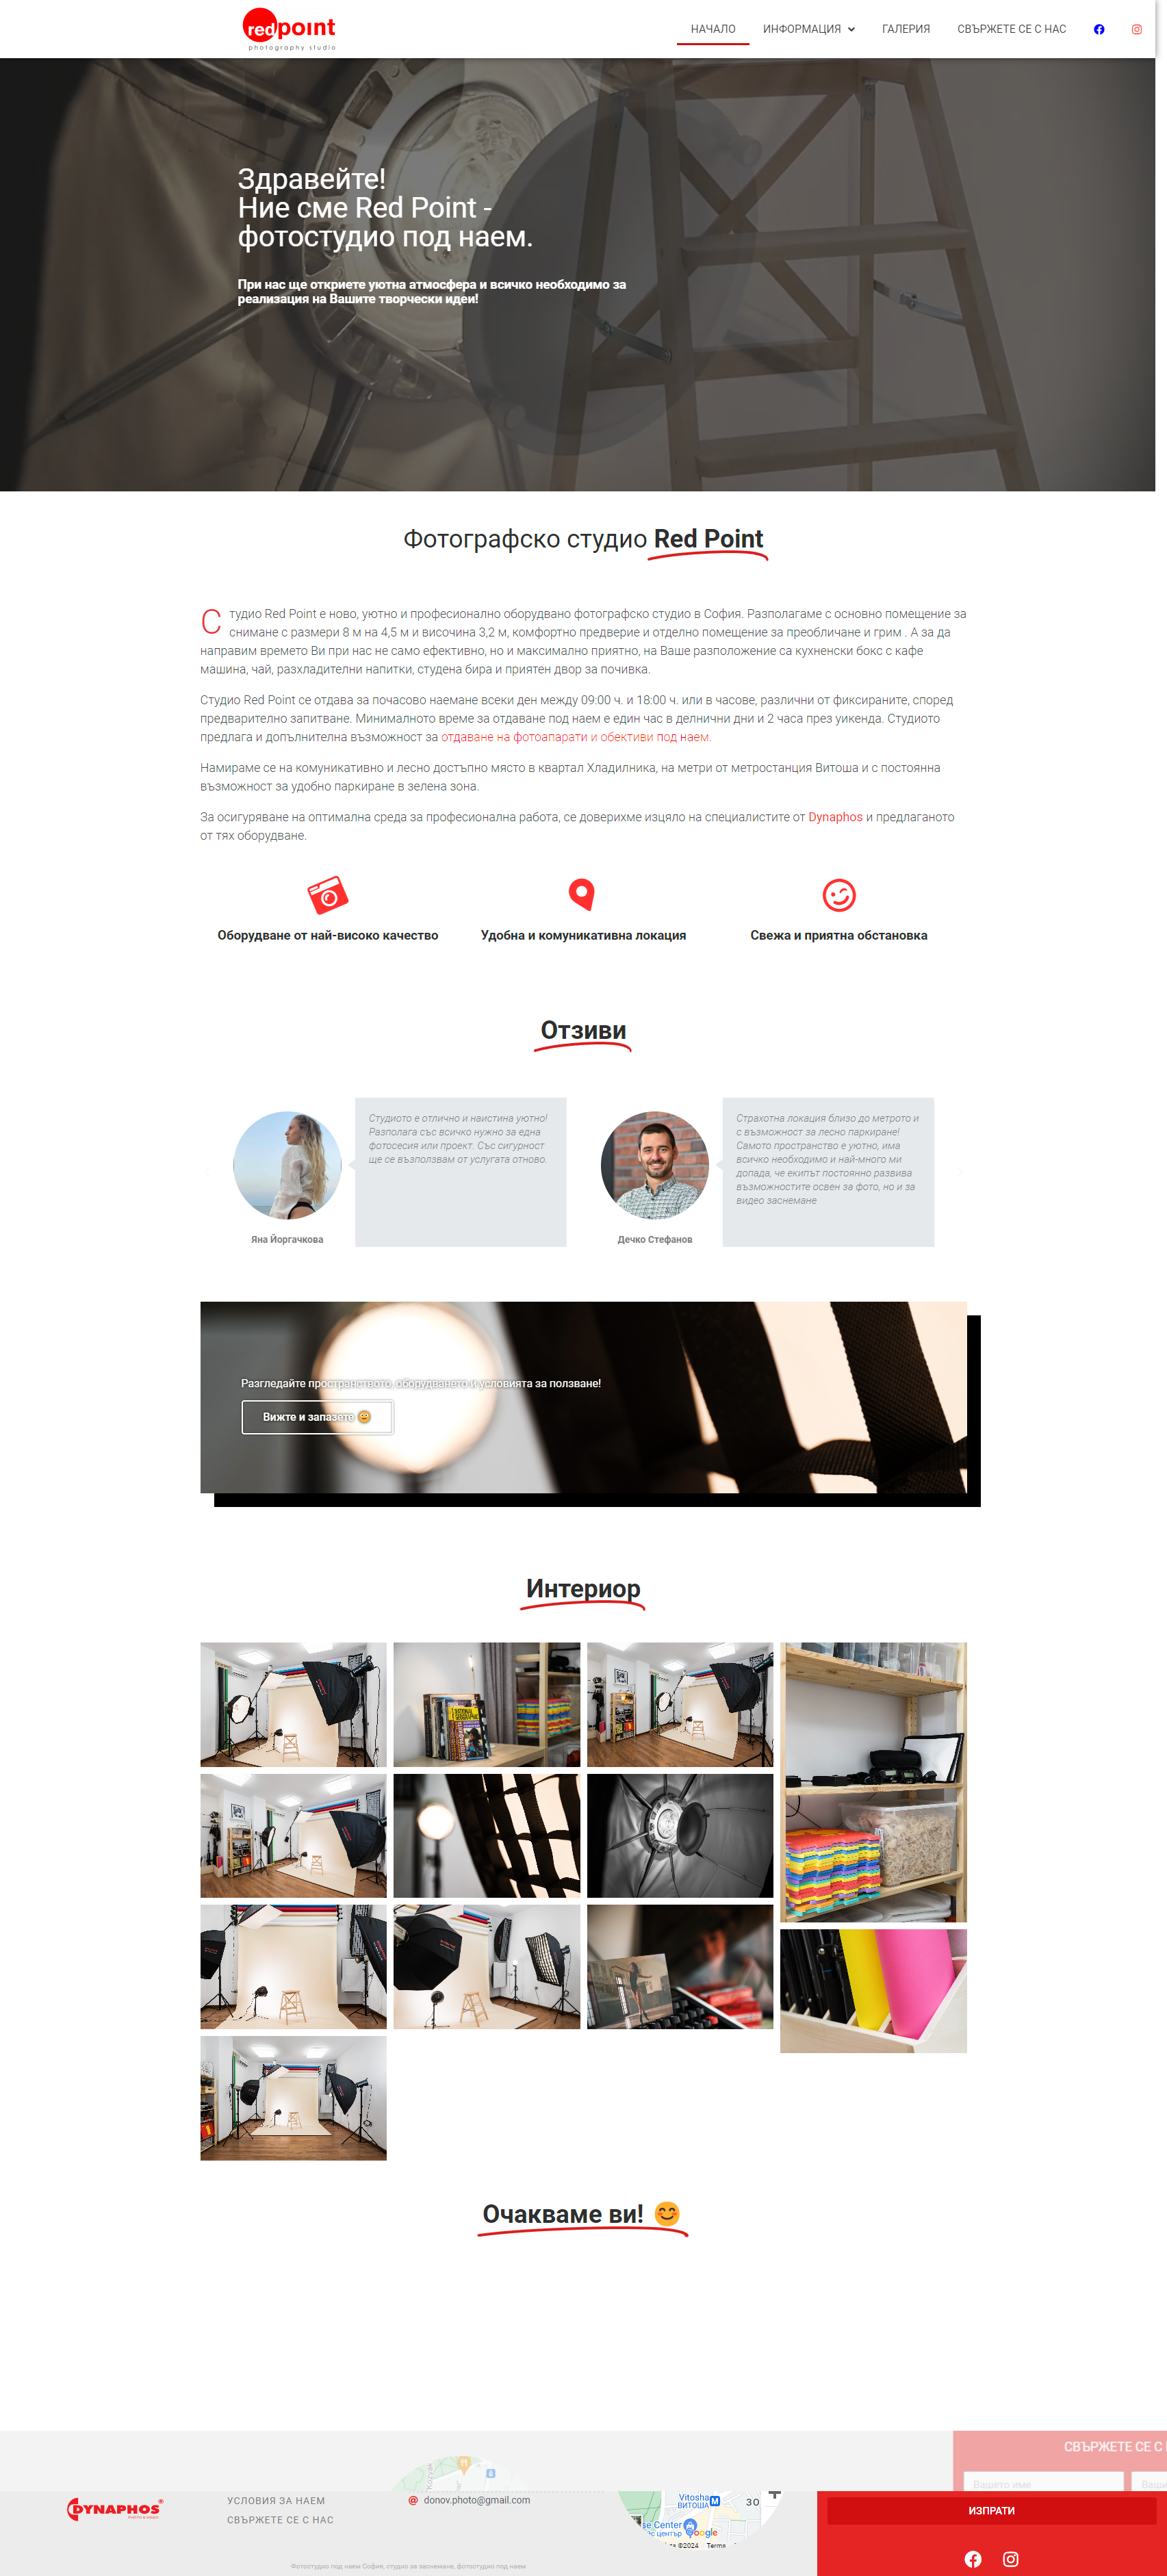 redpoint
photography studio
НАЧАЛО
ИНФОРМАЦИЯ
ГАЛЕРИЯ
СВЪРЖЕТЕ СЕ С НАС
Здравейте!
Ние сме Red Point -
фотостудио под наем.
При нас ще откриете уютна атмосфера и всичко необходимо за
реализация на Вашите творчески идеи!
Фотографско студио Red Point
Студио Red Point е ново, уютно и професионално оборудвано фотографско студио в София. Разполагаме с основно помещение за
снимане с размери 8 м на 4,5 м и височина 3,2 м, комфортно предверие и отделно помещение за преобличане и грим . А за да
направим времето Ви при нас не само ефективно, но и максимално приятно, на Ваше разположение са кухненски бокс с кафе
машина, чай, разхладителни напитки, студена бира и приятен двор за почивка.
Студио Red Point се отдава за почасово наемане всеки ден между 09:00 ч. и 18:00 ч. или в часове, различни от фиксираните, според
предварително запитване. Минималното време за отдаване под наем е един час в делнични дни и 2 часа през уикенда. Студиото
предлага и допълнителна възможност за отдаване на фотоапарати и обективи под наем.
Намираме се на комуникативно и лесно достъпно място в квартал Хладилника, на метри от метростанция Витоша и с постоянна
възможност за удобно паркиране в зелена зона.
За осигуряване на оптимална среда за професионална работа, се доверихме изцяло на специалистите от Dynaphos и предлаганото
от тях оборудване.
Оборудване от най-високо качество
Удобна и комуникативна локация
Свежа и приятна обстановка
Отзиви
Студиото е отлично и наистина уютно!
Разполага със всичко нужно за една
фотосесия или проект. Със сигурност
ще се възползвам от услугата отново.
Яна Йоргачкова
Страхотна локация близо до метрото и
с възможност за лесно паркиране!
Самото пространство е уютно, има
всичко необходимо и най-много ми
допада, че екипът постоянно развива
възможностите освен за фото, но и за
видео заснемане
Дечко Стефанов
Разгледайте пространството, оборудването и условията за ползване!
Вижте и запазете
Интериор
Очакваме ви!
СВЪРЖЕТЕ СЕ С
Вашето име
DYNAPHOS
УСЛОВИЯ ЗА НАЕМ
СВЪРЖЕТЕ СЕ С НАС
donov.photo@gmail.com
Vitosha
ВИТОША
se Center
Google
©2024 Terms
ИЗПРАТИ
Фотостудио под наем София, студио за заснемане, фотостудио под наем